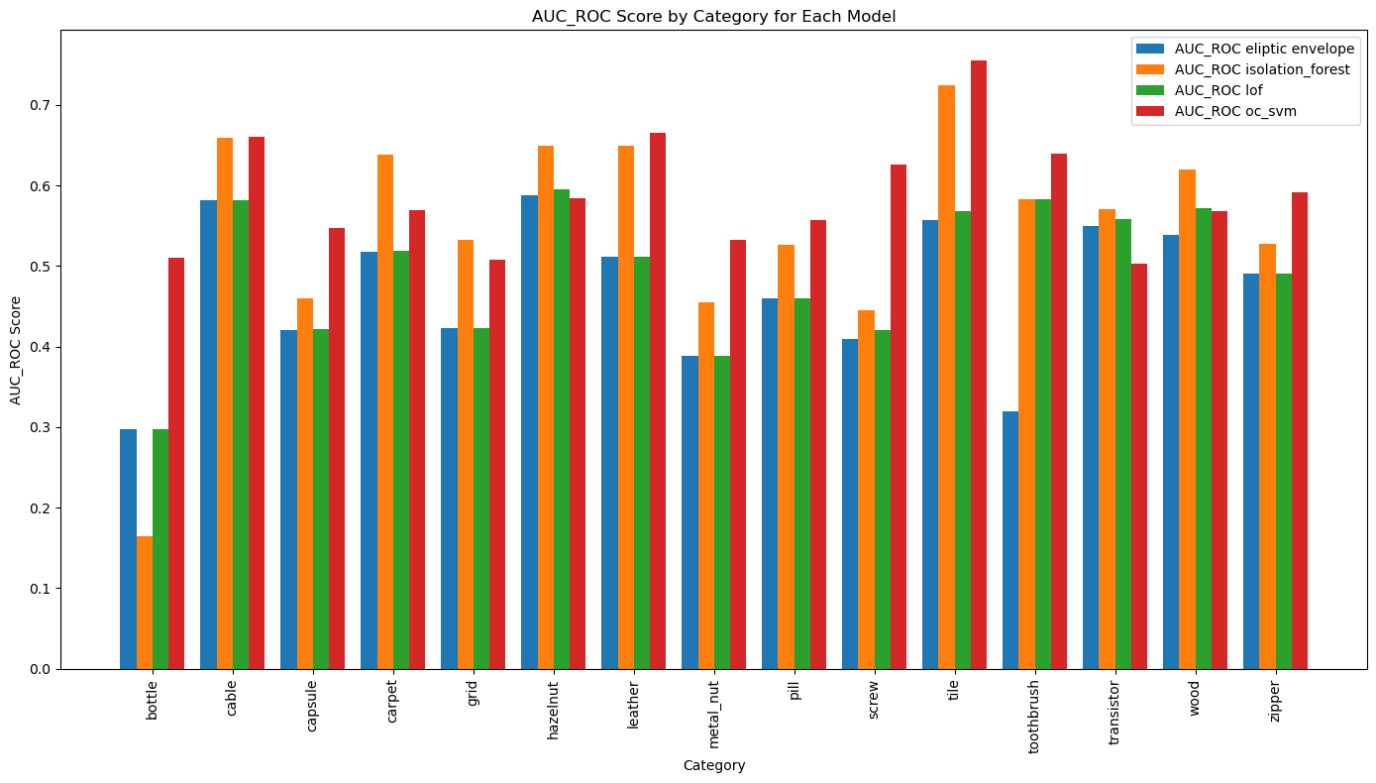 AUC_ROC Score by Category for Each Model
AUC_ROC eliptic envelope
AUC_ROC isolation_forest
AUC_ROC lof
AUC_ROC oc_svm
AUC_ROC Score
0.7
0.6
0.5
0.4
0.3
0.2
0.1
0.0
bottle
cable
capsule
carpet
grid
hazelnut
leather
metal_nut
pill
screw
tile
toothbrush
transistor
wood
zipper
Category